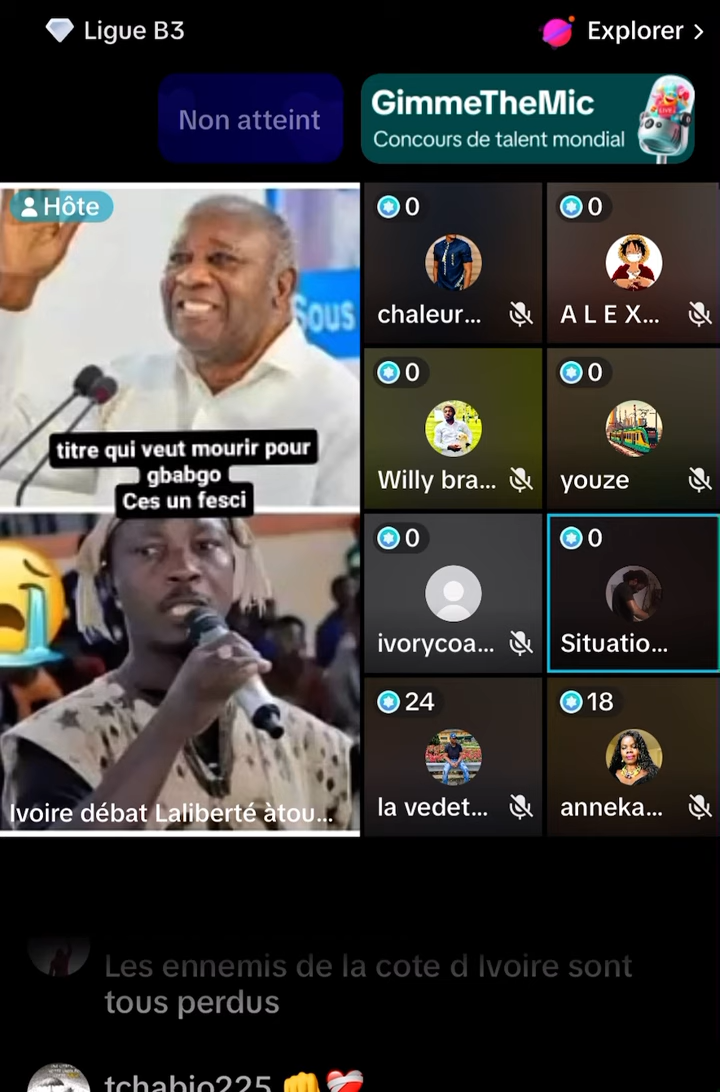 Ligue B3
Explorer >
Non atteint
GimmeTheMic
Concours de talent mondial
LIVE
Hôte
Sous
titre qui veut mourir pour
gbabgo
Ces un fesci
Ivoire débat Laliberté àtou...
0
chaleur...
0
A L E X...
0
Willy bra...
0
youze
0
ivorycoa...
0
Situatio...
24
la vedet...
18
anneka...
Les ennemis de la cote d Ivoire sont
tous perdus
tchabio225